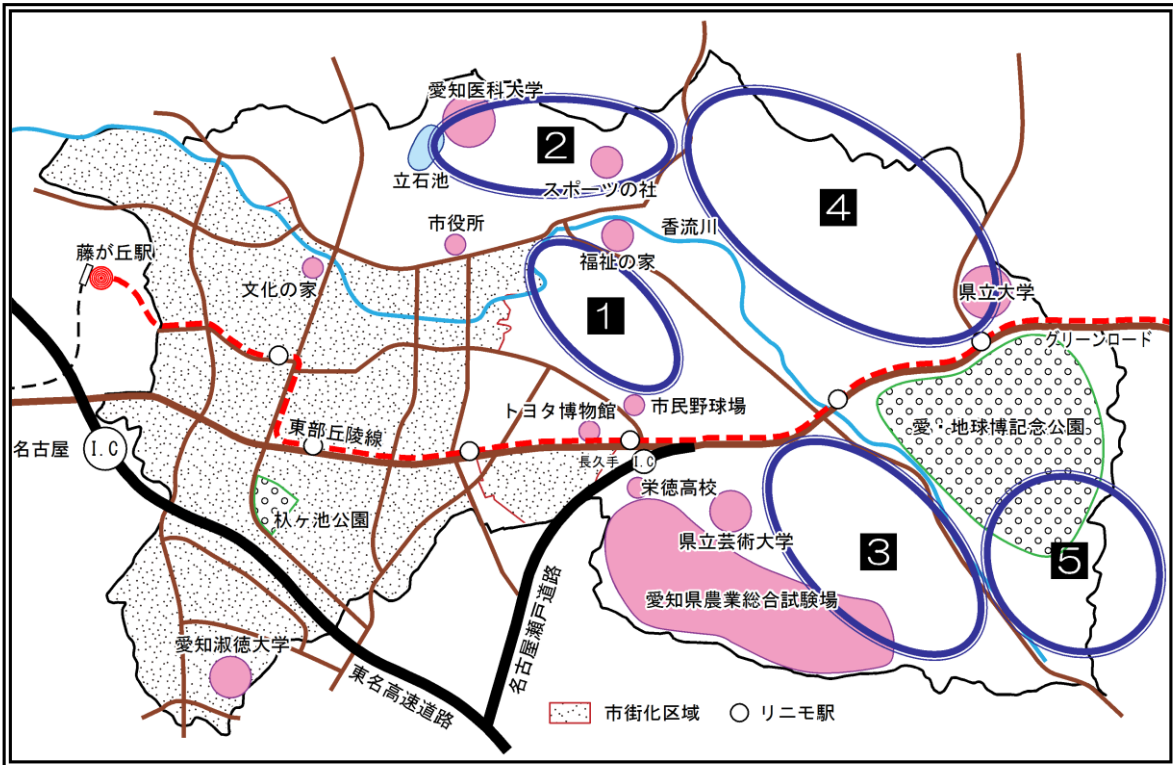 愛知医科大学
2
立石池
スポーツの杜
4
市役所
香流川
福祉の家
藤が丘駅
文化の家
1
県立大学
グリーンロード
トヨタ博物館
市民野球場
東部丘陵線
愛・地球博記念公園
名古屋
I.C
長久手
I.C
栄徳高校
杁ヶ池公園
県立芸術大学
3
5
愛知県農業総合試験場
名古屋瀬戸道路
愛知淑徳大学
東名高速道路
市街化区域
リニモ駅